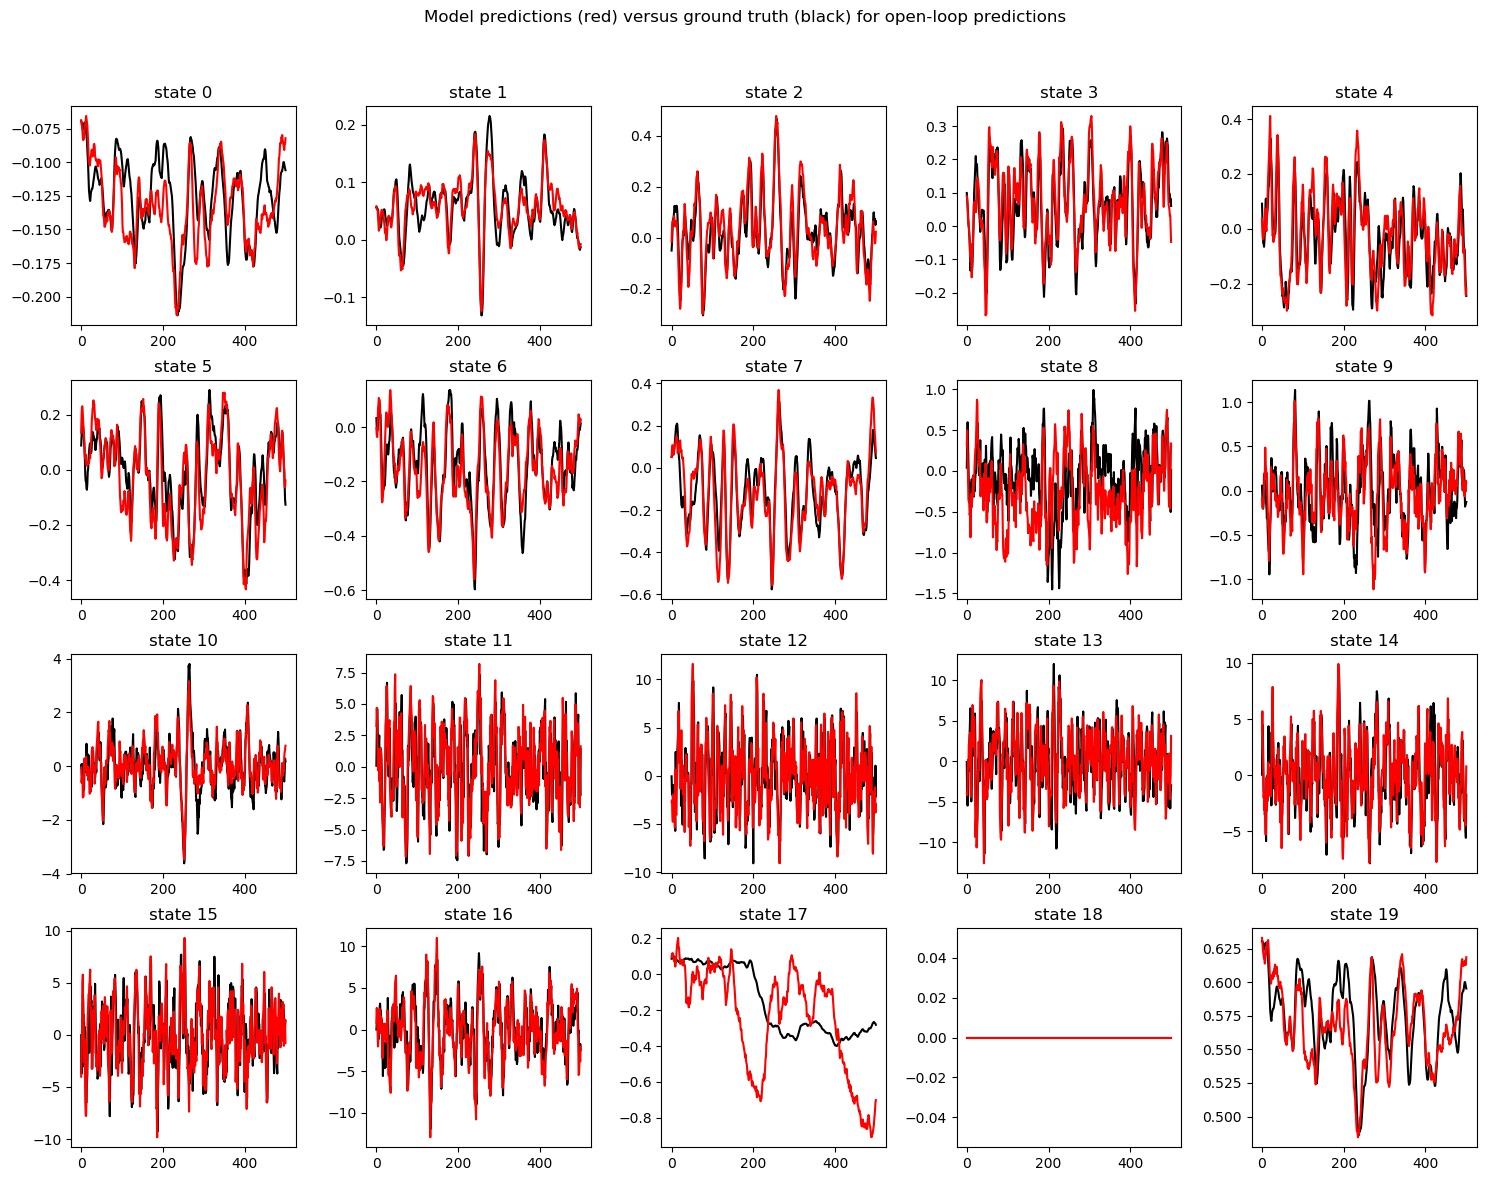 Model predictions (red) versus ground truth (black) for open-loop predictions
state 0 state 1 state 2 state 3 state 4
−0.075 −0.100 −0.125 −0.150 −0.175 −0.200
0 200 400
0.2 0.1 0.0 −0.1
0 200 400
0.4 0.2 0.0 −0.2
0 200 400
0.3 0.2 0.1 0.0 −0.1 −0.2
0 200 400
0.4 0.2 0.0 −0.2
0 200 400
state 5 state 6 state 7 state 8 state 9
0.2 0.0 −0.2 −0.4
0 200 400
0.0 −0.2 −0.4 −0.6
0 200 400
0.4 0.2 0.0 −0.2 −0.4 −0.6
0 200 400
1.0 0.5 0.0 −0.5 −1.0 −1.5
0 200 400
1.0 0.5 0.0 −0.5 −1.0
0 200 400
state 10 state 11 state 12 state 13 state 14
4 2 0 −2 −4
0 200 400
7.5 5.0 2.5 0.0 −2.5 −5.0 −7.5
0 200 400
10 5 0 −5 −10
0 200 400
10 5 0 −5 −10
0 200 400
10 5 0 −5
0 200 400
state 15 state 16 state 17 state 18 state 19
10 5 0 −5 −10
0 200 400
10 5 0 −5 −10
0 200 400
0.2 0.0 −0.2 −0.4 −0.6 −0.8
0 200 400
0.04 0.02 0.00 −0.02 −0.04
0 200 400
0.625 0.600 0.575 0.550 0.525 0.500
0 200 400